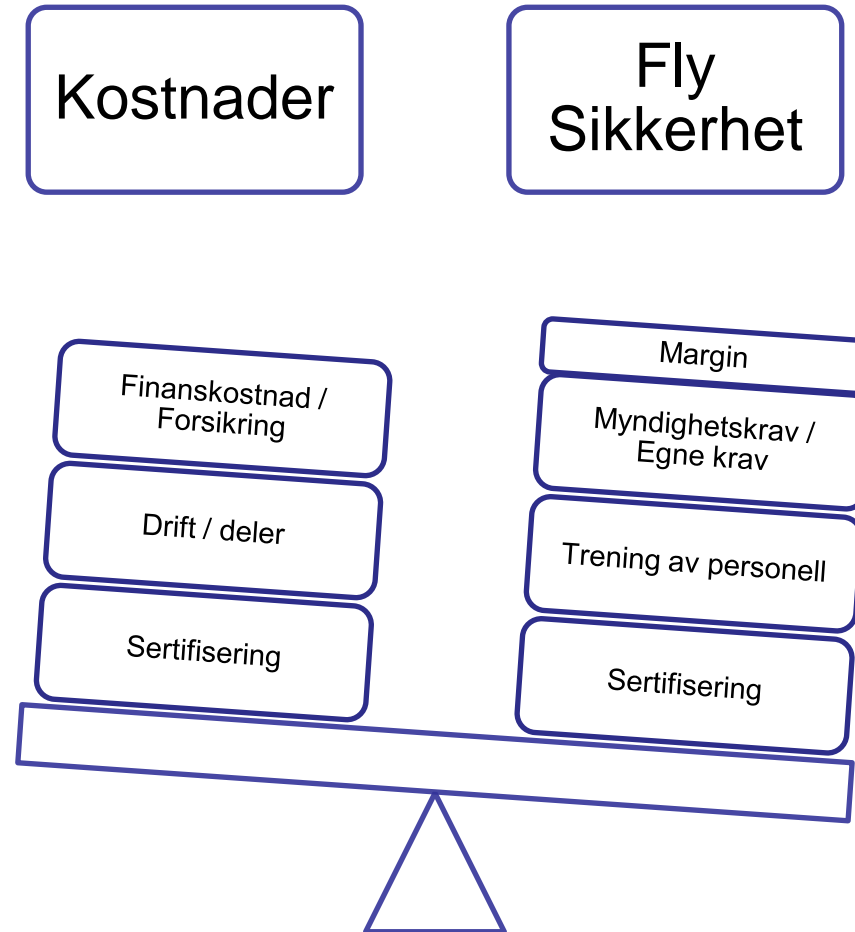 Kostnader
Fly
Sikkerhet
Finanskostnad /
Forsikring
Drift / deler
Sertifisering
Margin
Myndighetskrav /
Egne krav
Trening av personell
Sertifisering